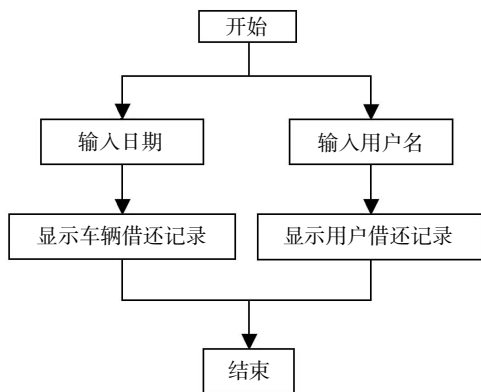 开始
输入日期
输入用户名
显示车辆借还记录
显示用户借还记录
结束